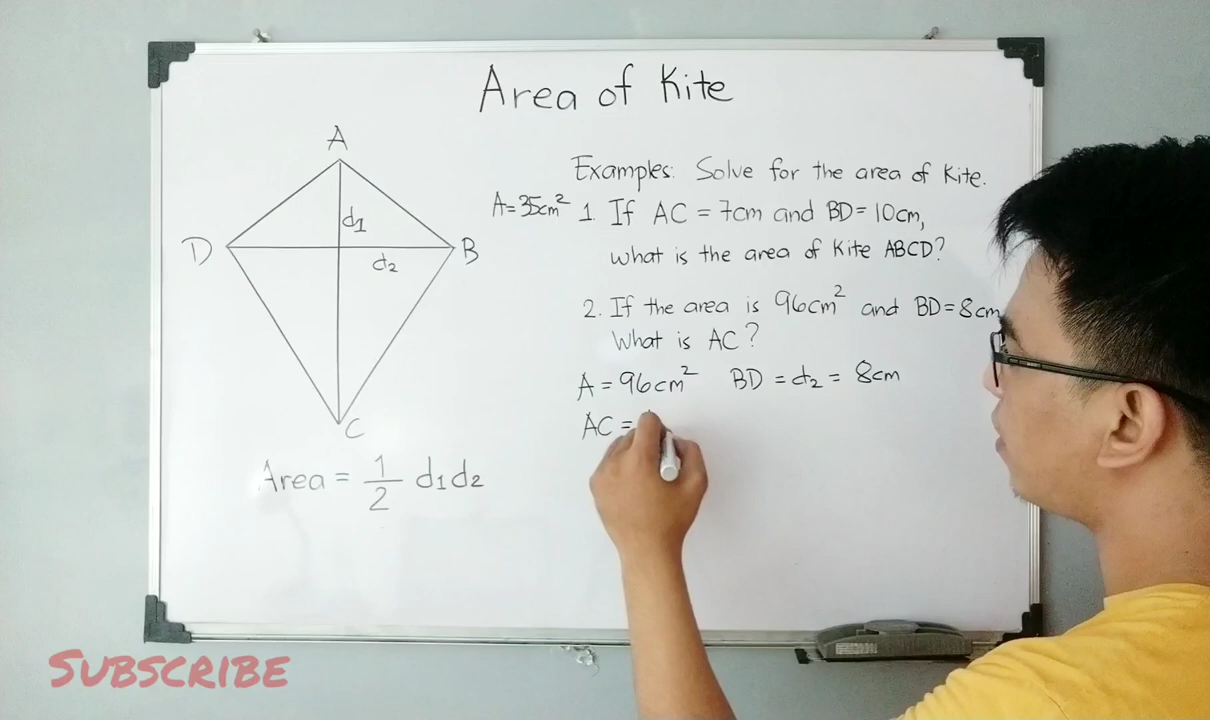 Area of Kite
A
d1
D
B
d2
C
Area = 1/2 d1d2
Examples: Solve for the area of Kite.
A=35cm² 1. If AC = 7cm and BD= 10cm,
what is the area of Kite ABCD?
2. If the area is 96cm² and BD=8cm
What is AC?
A = 96cm² BD = d2 = 8cm
AC =
SUBSCRIBE